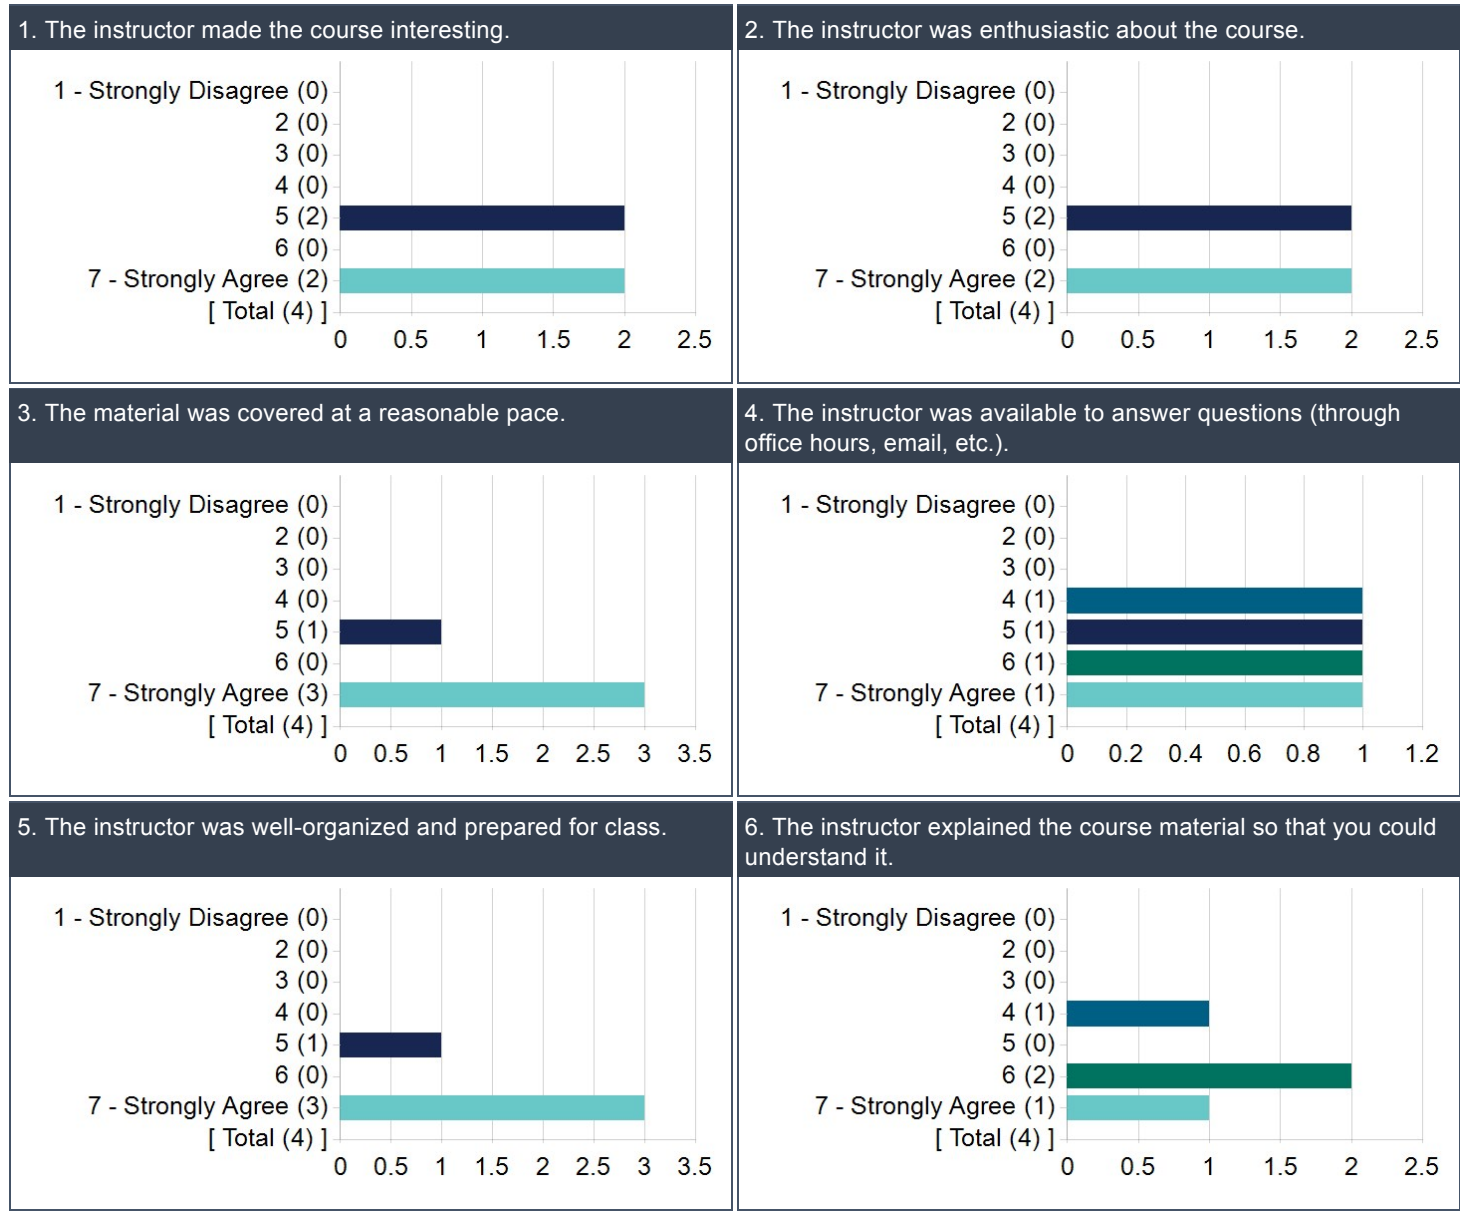 1. The instructor made the course interesting.
1 - Strongly Disagree (0)
2 (0)
3 (0)
4 (0)
5 (2)
6 (0)
7 - Strongly Agree (2)
[ Total (4) ]
0 0.5 1 1.5 2 2.5
2. The instructor was enthusiastic about the course.
1 - Strongly Disagree (0)
2 (0)
3 (0)
4 (0)
5 (2)
6 (0)
7 - Strongly Agree (2)
[ Total (4) ]
0 0.5 1 1.5 2 2.5
3. The material was covered at a reasonable pace.
1 - Strongly Disagree (0)
2 (0)
3 (0)
4 (0)
5 (1)
6 (0)
7 - Strongly Agree (3)
[ Total (4) ]
0 0.5 1 1.5 2 2.5 3 3.5
4. The instructor was available to answer questions (through
office hours, email, etc.).
1 - Strongly Disagree (0)
2 (0)
3 (0)
4 (1)
5 (1)
6 (1)
7 - Strongly Agree (1)
[ Total (4) ]
0 0.2 0.4 0.6 0.8 1 1.2
5. The instructor was well-organized and prepared for class.
1 - Strongly Disagree (0)
2 (0)
3 (0)
4 (0)
5 (1)
6 (0)
7 - Strongly Agree (3)
[ Total (4) ]
0 0.5 1 1.5 2 2.5 3 3.5
6. The instructor explained the course material so that you could
understand it.
1 - Strongly Disagree (0)
2 (0)
3 (0)
4 (1)
5 (0)
6 (2)
7 - Strongly Agree (1)
[ Total (4) ]
0 0.5 1 1.5 2 2.5